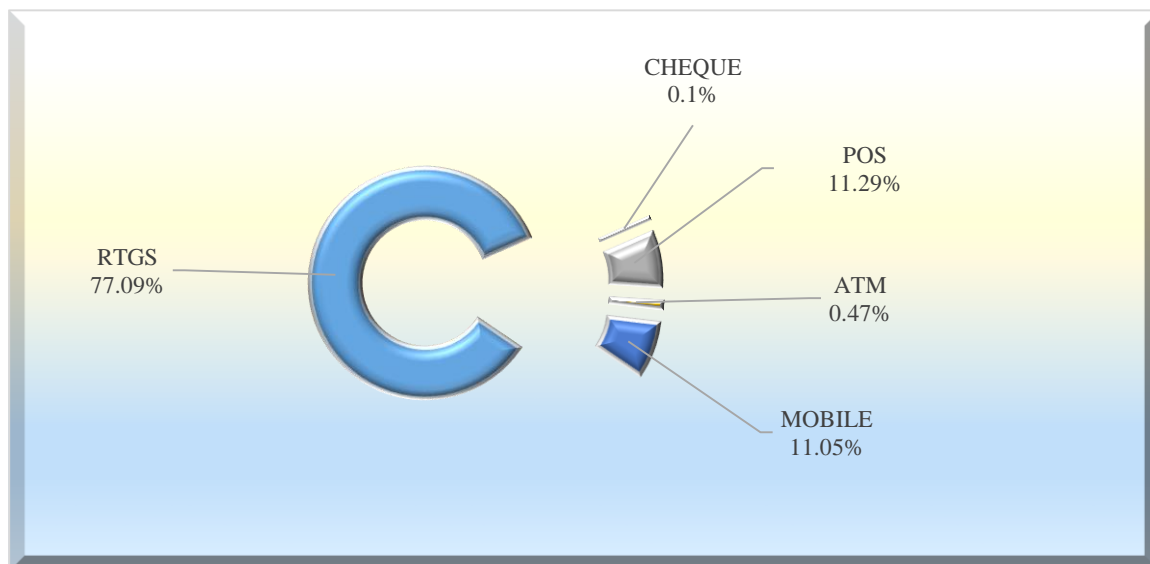 CHEQUE
0.1%
POS
11.29%
RTGS
77.09%
ATM
0.47%
MOBILE
11.05%